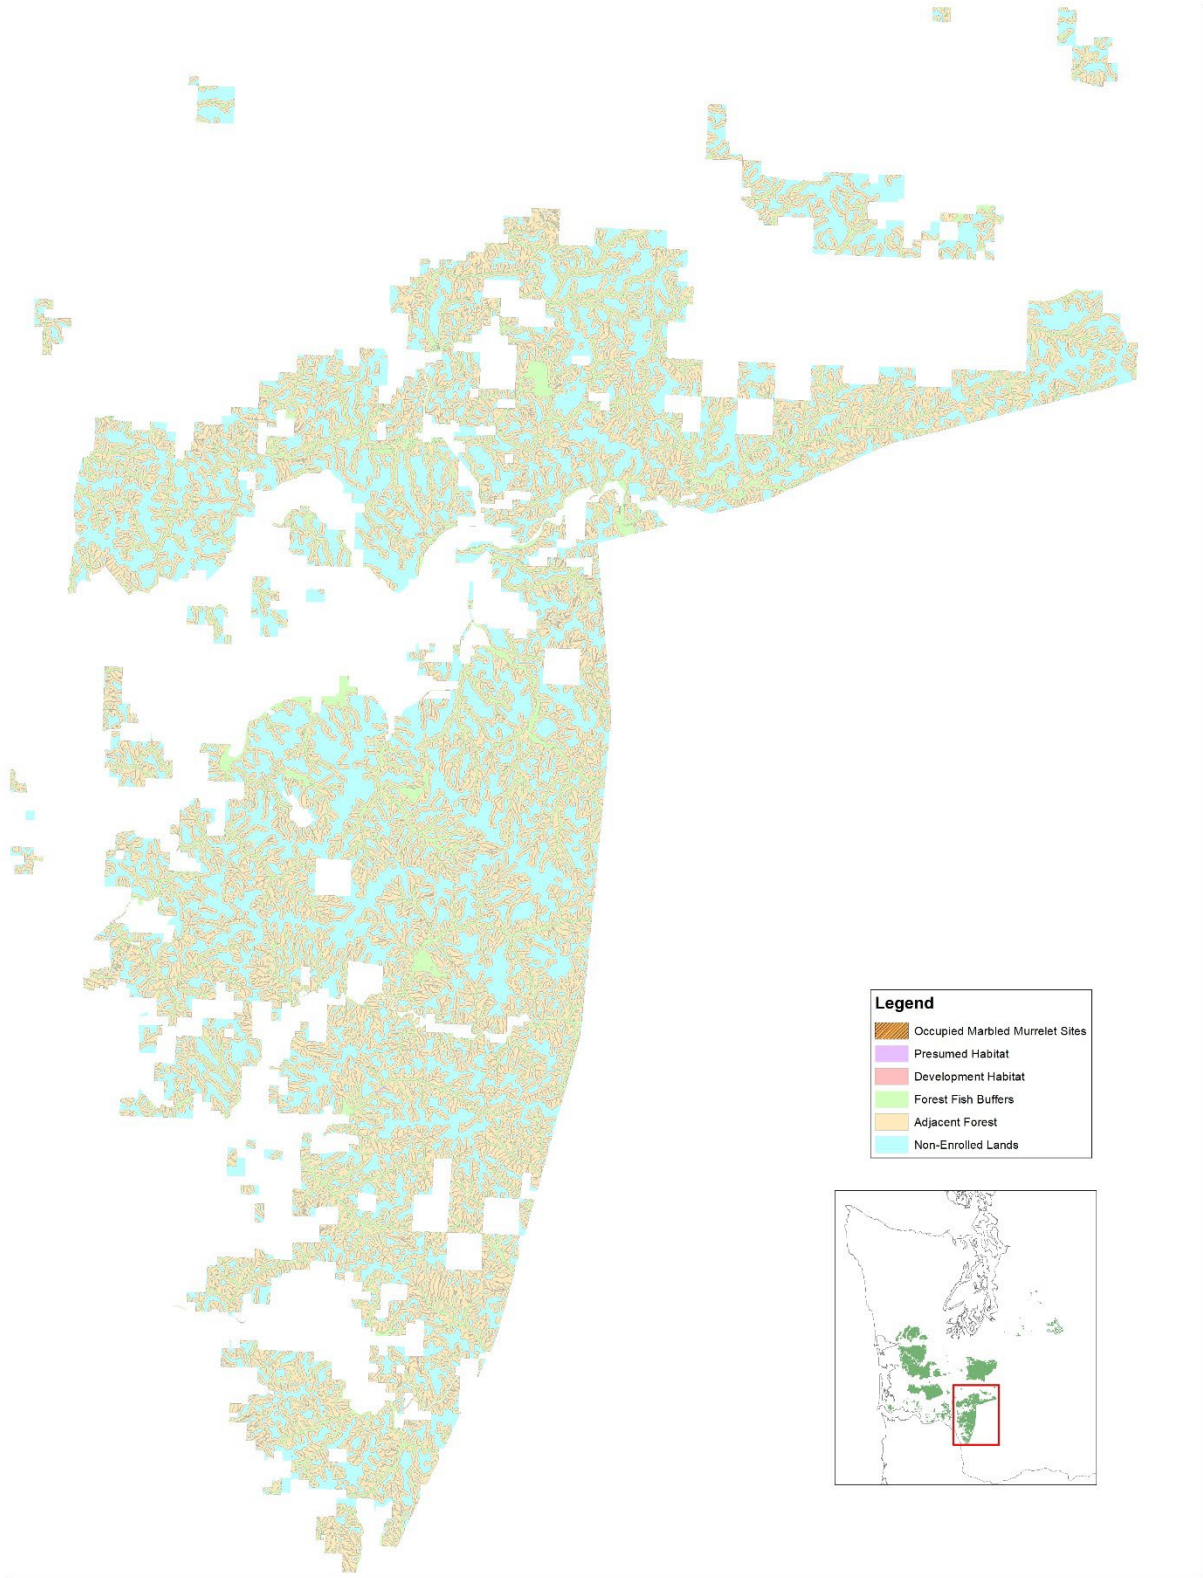 Legend
Occupied Marbled Murrelet Sites
Presumed Habitat
Development Habitat
Forest Fish Buffers
Adjacent Forest
Non-Enrolled Lands